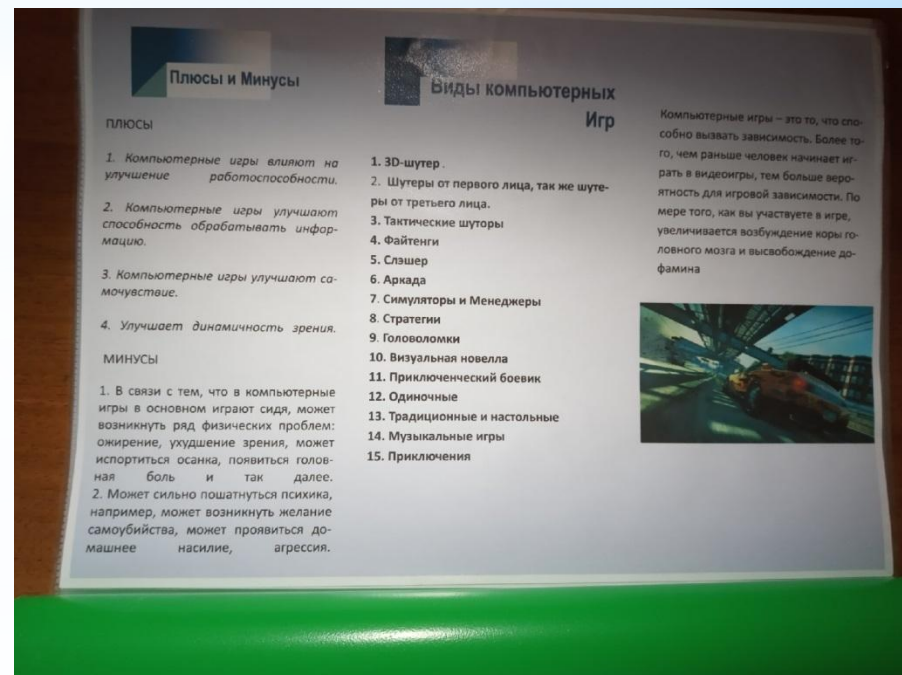 Плюсы и Минусы
ПЛЮСЫ
1. Компьютерные игры влияют на
улучшение работоспособности.
2. Компьютерные игры улучшают
способность обрабатывать инфор-
мацию.
3. Компьютерные игры улучшают са-
мочувствие.
4. Улучшает динамичность зрения.
МИНУСЫ
1. В связи с тем, что в компьютерные
игры в основном играют сидя, может
возникнуть ряд физических проблем:
ожирение, ухудшение зрения, может
испортиться осанка, появиться голов-
ная боль и так далее.
2. Может сильно пошатнуться психика,
например, может возникнуть желание
самоубийства, может проявиться до-
машнее насилие, агрессия.
Виды компьютерных
Игр
1. 3D-шутер .
2. Шутеры от первого лица, так же шуте-
ры от третьего лица.
3. Тактические шуторы
4. Файтенги
5. Слэшер
6. Аркада
7. Симуляторы и Менеджеры
8. Стратегии
9. Головоломки
10. Визуальная новелла
11. Приключенческий боевик
12. Одиночные
13. Традиционные и настольные
14. Музыкальные игры
15. Приключения
Компьютерные игры – это то, что спо-
собно вызвать зависимость. Более то-
го, чем раньше человек начинает иг-
рать в видеоигры, тем больше веро-
ятность для игровой зависимости. По
мере того, как вы участвуете в игре,
увеличивается возбуждение коры го-
ловного мозга и высвобождение до-
фамина